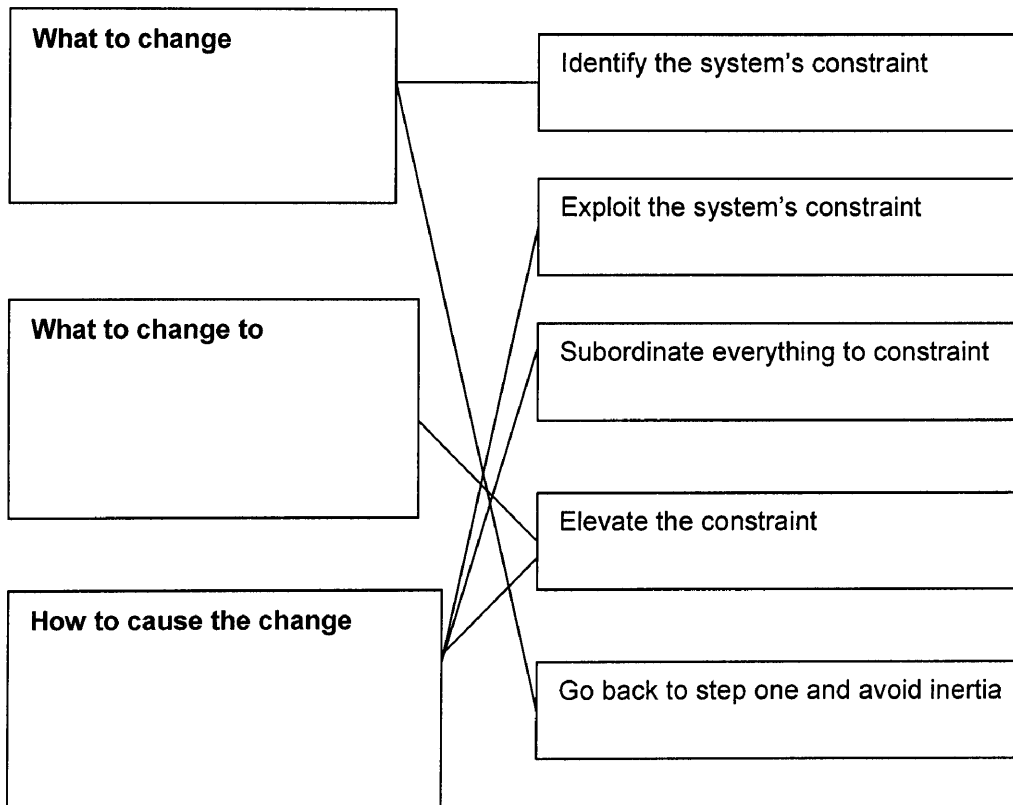 What to change
Identify the system's constraint
Exploit the system's constraint
What to change to
Subordinate everything to constraint
Elevate the constraint
How to cause the change
Go back to step one and avoid inertia